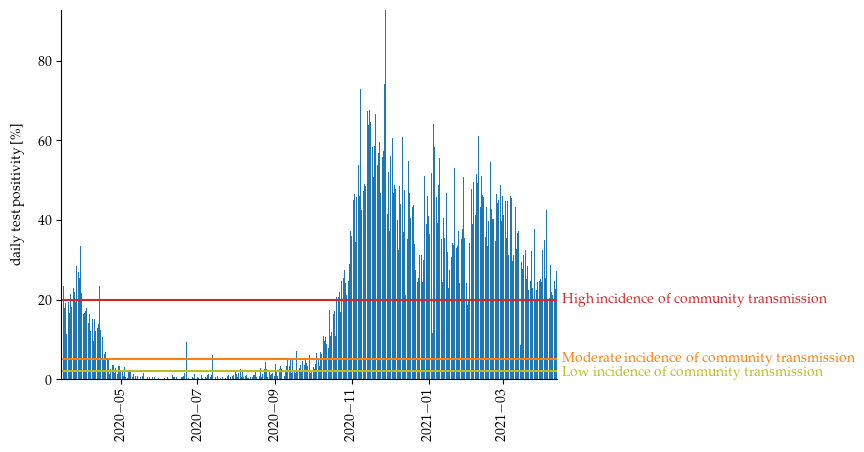 daily test positivity [%]
80
60
40
20
0
High incidence of community transmission
Moderate incidence of community transmission
Low incidence of community transmission
2020−05
2020−07
2020−09
2020−11
2021−01
2021−03